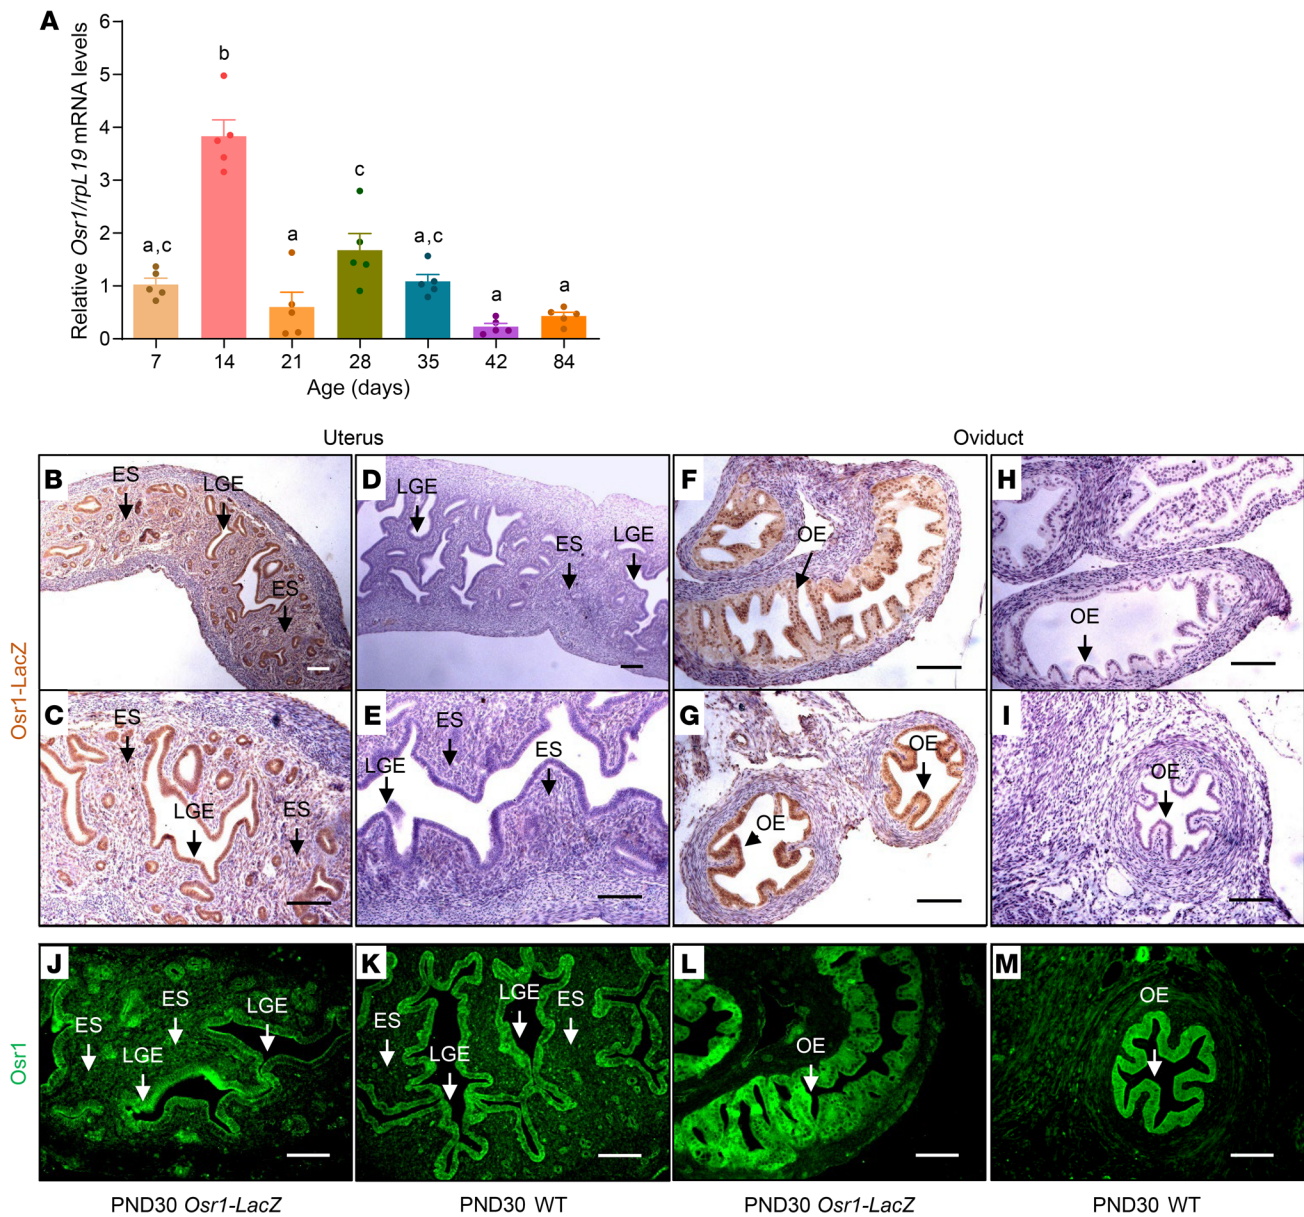 A
Relative Osr1/rpL19 mRNA levels
6
5
4
3
2
1
0
a,c
b
a
c
a,c
a
a
7 14 21 28 35 42 84
Age (days)
Uterus
Oviduct
Osr1-LacZ
B
ES
LGE
ES
D
LGE
ES
LGE
F
OE
H
OE
C
ES
LGE
ES
E
ES
ES
LGE
G
OE
OE
I
OE
Osr1
J
ES
LGE
ES
LGE
K
LGE
ES
ES
LGE
L
OE
M
OE
PND30 Osr1-LacZ
PND30 WT
PND30 Osr1-LacZ
PND30 WT